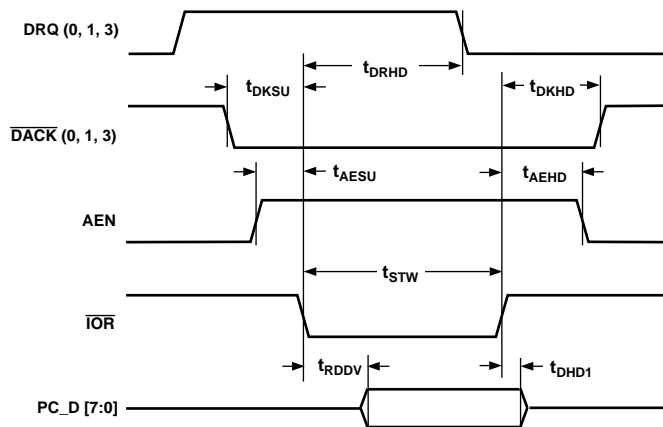 DRQ (0, 1, 3)
tDRHD
tDKSU
tDKHD
DACK (0, 1, 3)
tAESU
tAEHD
AEN
tSTW
IOR
tRDDV
tDHD1
PC_D [7:0]